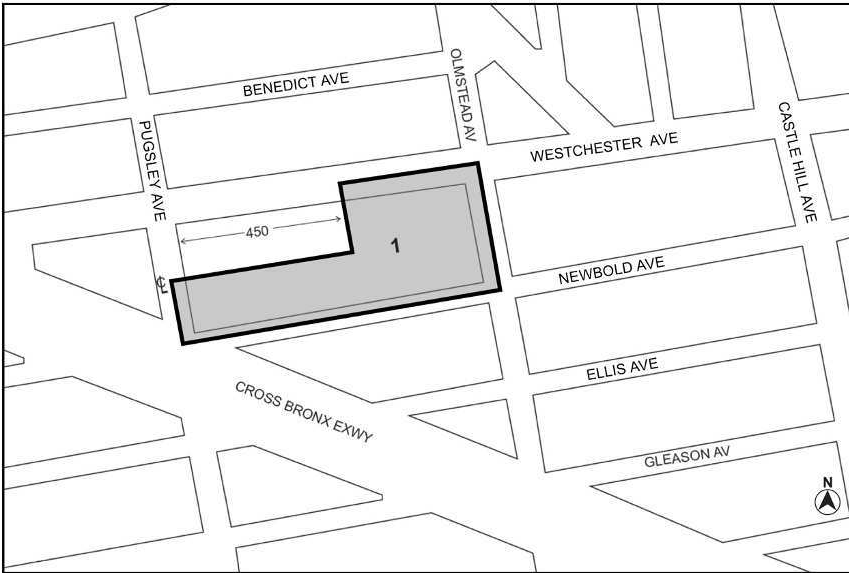 BENEDICT AVE
OLMSTEAD AV
PUGSLEY AVE
WESTCHESTER AVE
CASTLE HILL AVE
450
1
NEWBOLD AVE
ELLIS AVE
CROSS BRONX EXWY
GLEASON AV
N